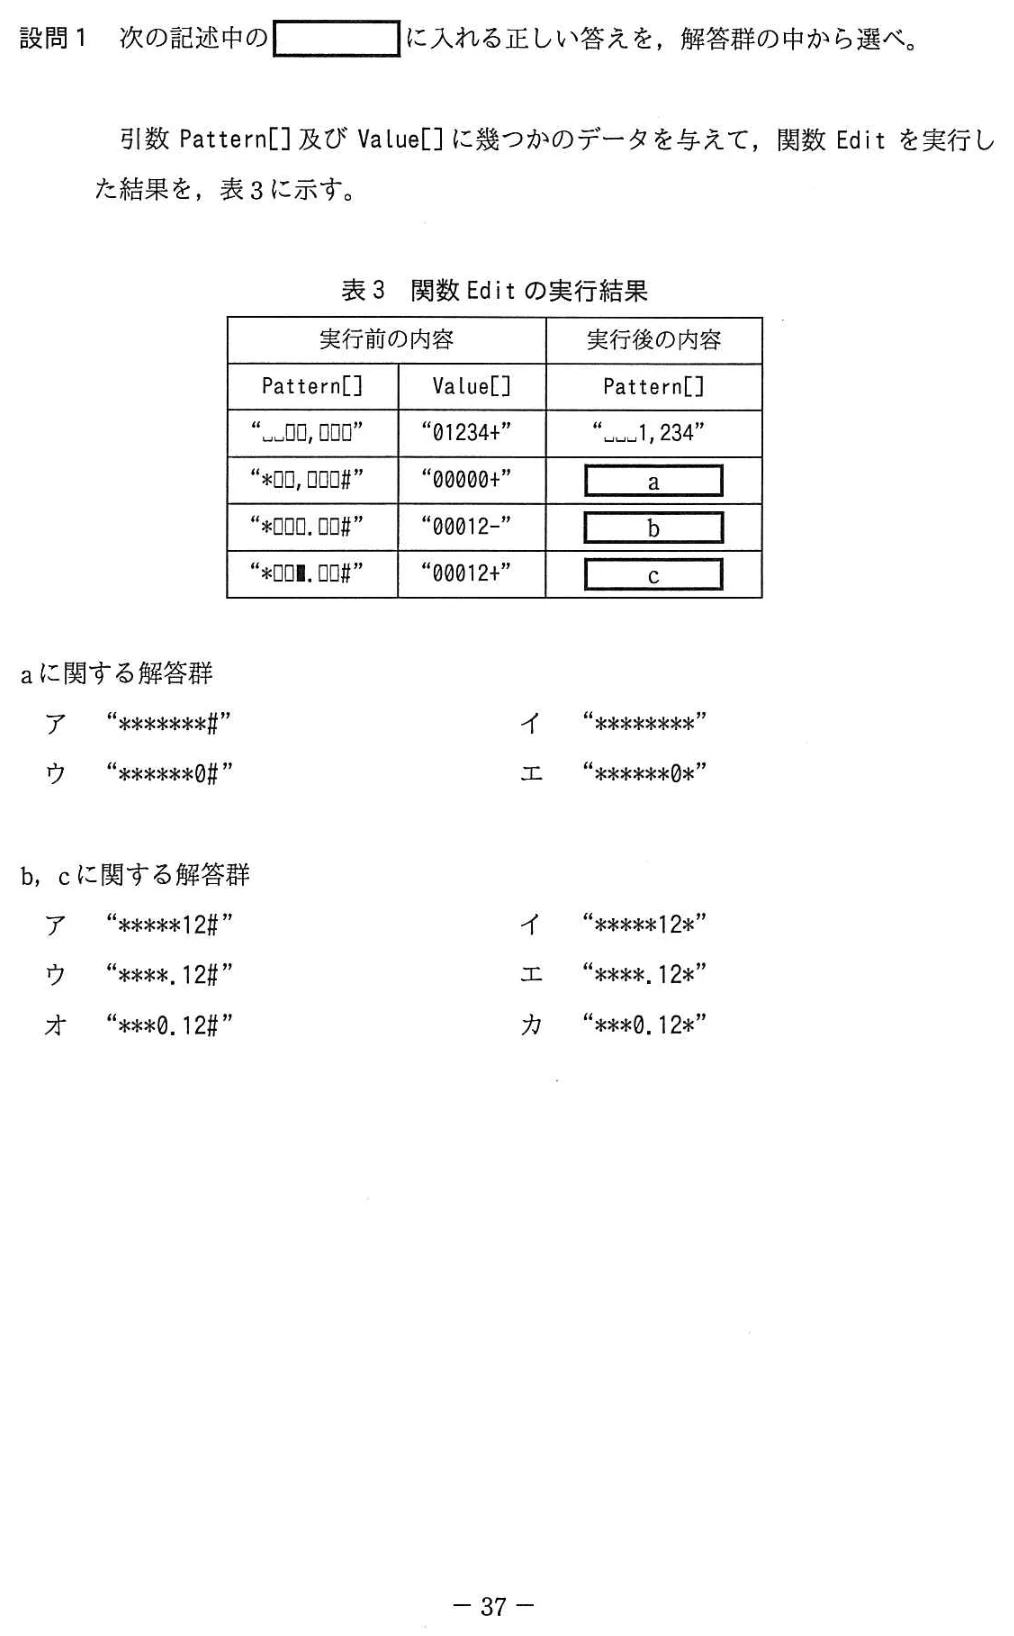 設問1 次の記述中の□に入れる正しい答えを，解答群の中から選べ。
引数 Pattern[] 及び Value[] に幾つかのデータを与えて，関数 Edit を実行し
た結果を，表3に示す。
表3 関数 Edit の実行結果
実行前の内容 実行後の内容
Pattern[] Value[] Pattern[]
“␣␣▯▯,▯▯▯” “01234+” “␣␣␣1,234”
“*▯▯,▯▯▯#” “00000+” a
“*▯▯▯.▯▯#” “00012-” b
“*▯▯▮.▯▯#” “00012+” c
aに関する解答群
ア “*******#” イ “********”
ウ “******0#” エ “******0*”
b，cに関する解答群
ア “*****12#” イ “*****12*”
ウ “****.12#” エ “****.12*”
オ “***0.12#” カ “***0.12*”
― 37 ―